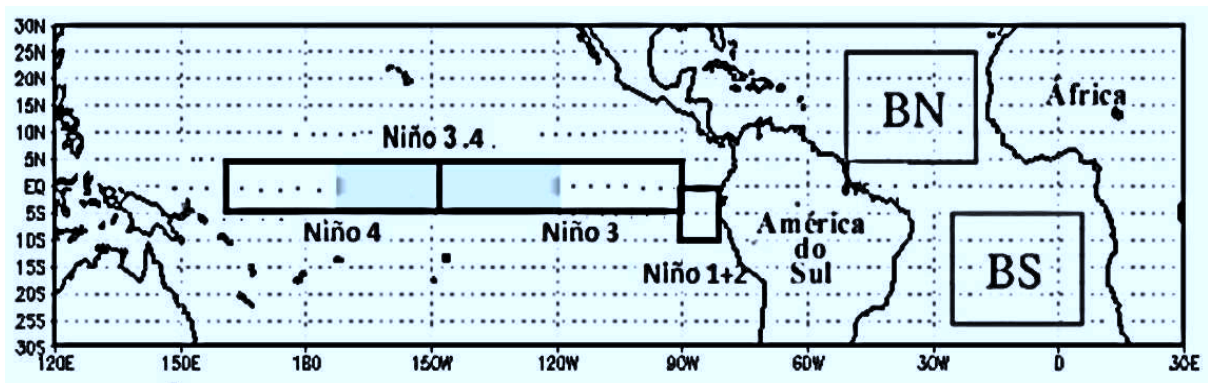 30N
25N
20N
15N
10N
5N
EQ
5S
10S
15S
20S
25S
30S
BN
África
Niño 3.4
Niño 4
Niño 3
América
do
Sul
BS
Niño 1+2
120E 150E 180 150W 120W 90W 60W 30W 0 30E